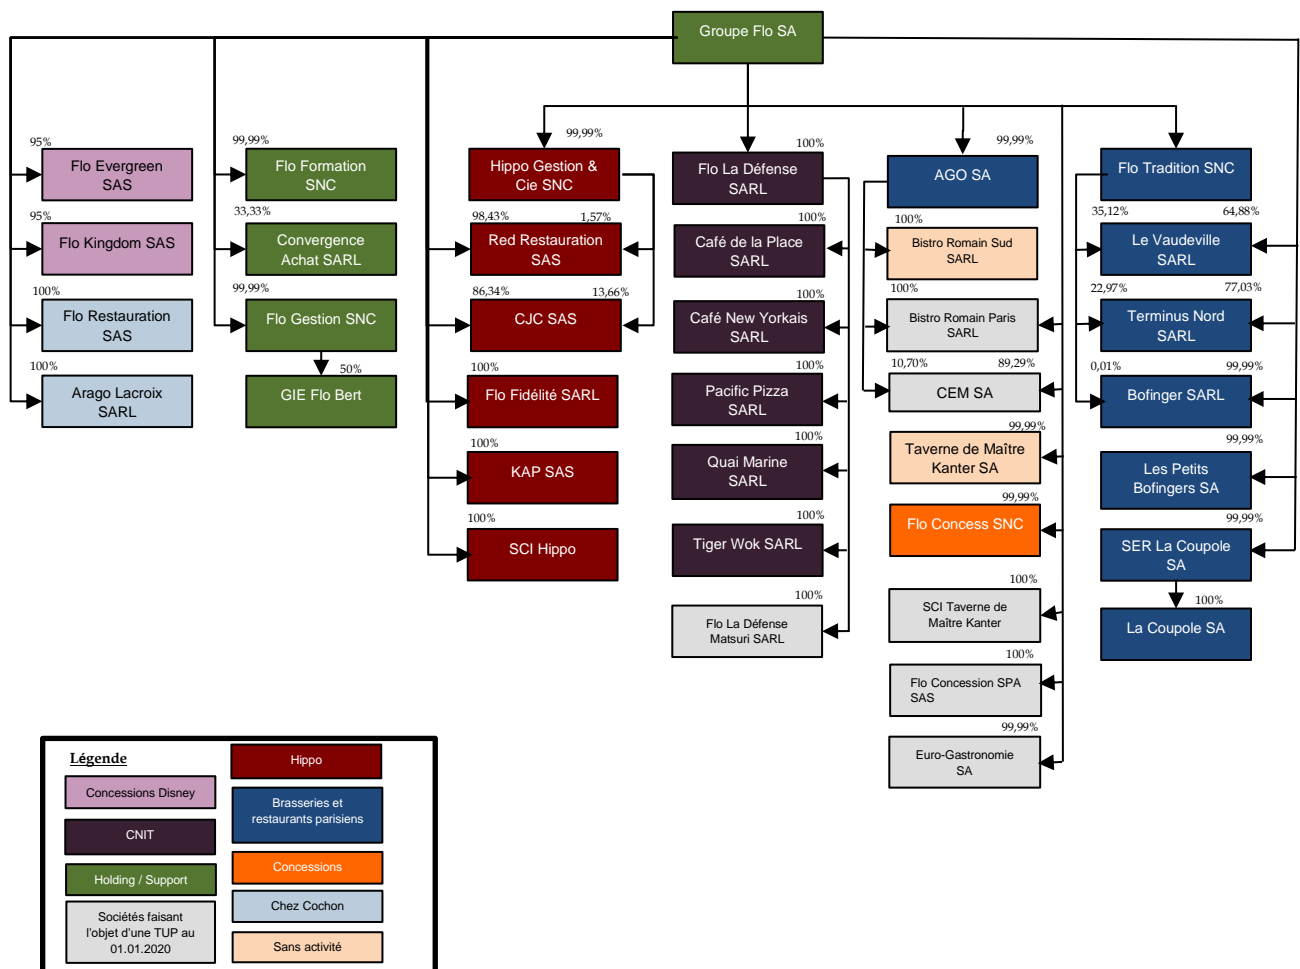 Groupe Flo SA
95%
Flo Evergreen
SAS
95%
Flo Kingdom SAS
100%
Flo Restauration
SAS
100%
Arago Lacroix
SARL
99,99%
Flo Formation
SNC
33,33%
Convergence
Achat SARL
99,99%
Flo Gestion SNC
50%
GIE Flo Bert
99,99%
Hippo Gestion &
Cie SNC
98,43%
1,57%
Red Restauration
SAS
86,34%
13,66%
CJC SAS
100%
Flo Fidélité SARL
100%
KAP SAS
100%
SCI Hippo
100%
Flo La Défense
SARL
100%
Café de la Place
SARL
100%
Café New Yorkais
SARL
100%
Pacific Pizza
SARL
100%
Quai Marine
SARL
100%
Tiger Wok SARL
100%
Flo La Défense
Matsuri SARL
99,99%
AGO SA
100%
Bistro Romain Sud
SARL
100%
Bistro Romain Paris
SARL
10,70%
89,29%
CEM SA
99,99%
Taverne de Maître
Kanter SA
99,99%
Flo Concess SNC
100%
SCI Taverne de
Maître Kanter
100%
Flo Concession SPA
SAS
99,99%
Euro-Gastronomie
SA
Flo Tradition SNC
35,12%
64,88%
Le Vaudeville
SARL
22,97%
77,03%
Terminus Nord
SARL
0,01%
99,99%
Bofinger SARL
99,99%
Les Petits
Bofingers SA
99,99%
SER La Coupole
SA
100%
La Coupole SA
Légende
Concessions Disney
CNIT
Holding / Support
Sociétés faisant
l'objet d'une TUP au
01.01.2020
Hippo
Brasseries et
restaurants parisiens
Concessions
Chez Cochon
Sans activité